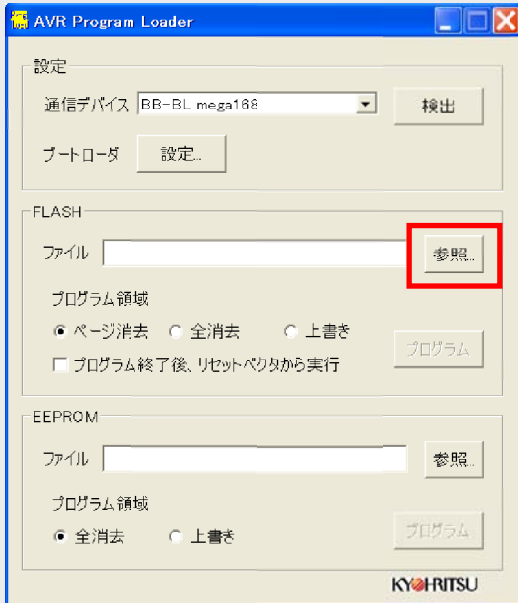 AVR Program Loader
設定
通信デバイス BB-BL mega168 検出
ブートローダ 設定...
FLASH
ファイル 参照...
プログラム領域
ページ消去 全消去 上書き
プログラム
プログラム終了後、リセットベクタから実行
EEPROM
ファイル 参照...
プログラム領域
全消去 上書き
プログラム
KYOHRITSU